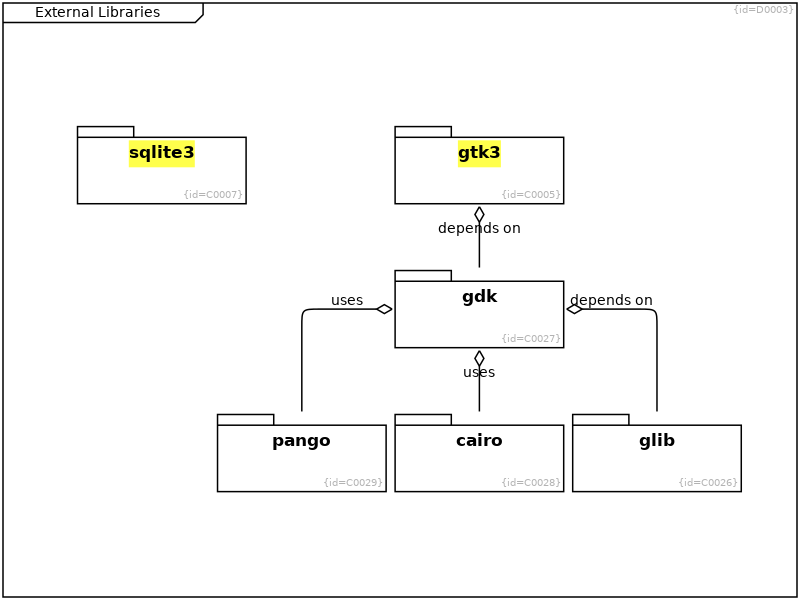 External Libraries
{id=D0003}
sqlite3
{id=C0007}
gtk3
{id=C0005}
depends on
gdk
{id=C0027}
uses
depends on
uses
pango
{id=C0029}
cairo
{id=C0028}
glib
{id=C0026}